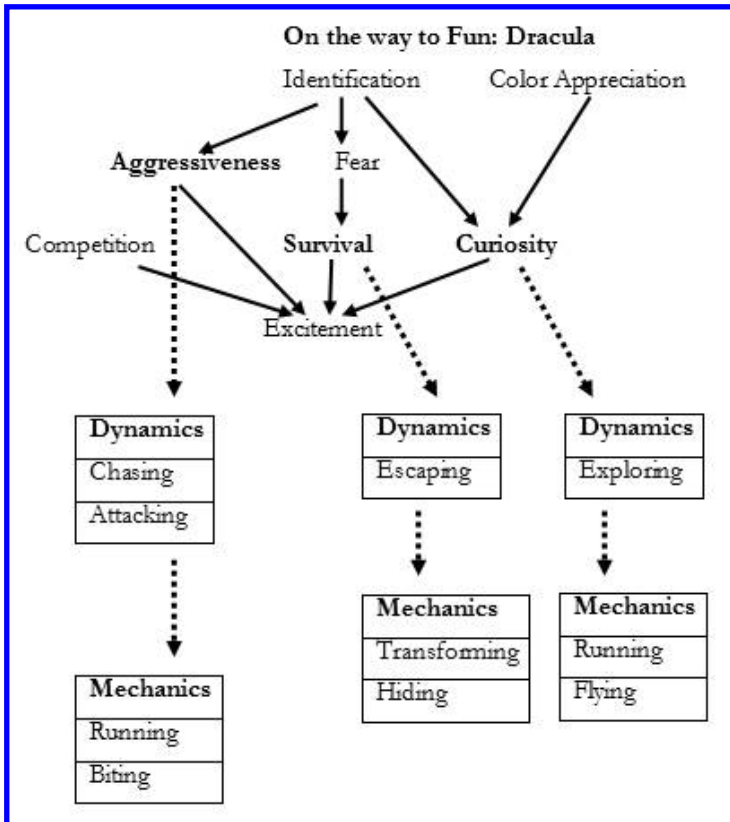 On the way to Fun: Dracula
Identification
Color Appreciation
Aggressiveness
Fear
Competition
Survival
Curiosity
Excitement
Dynamics
Chasing
Attacking
Dynamics
Escaping
Dynamics
Exploring
Mechanics
Transforming
Hiding
Mechanics
Running
Flying
Mechanics
Running
Biting